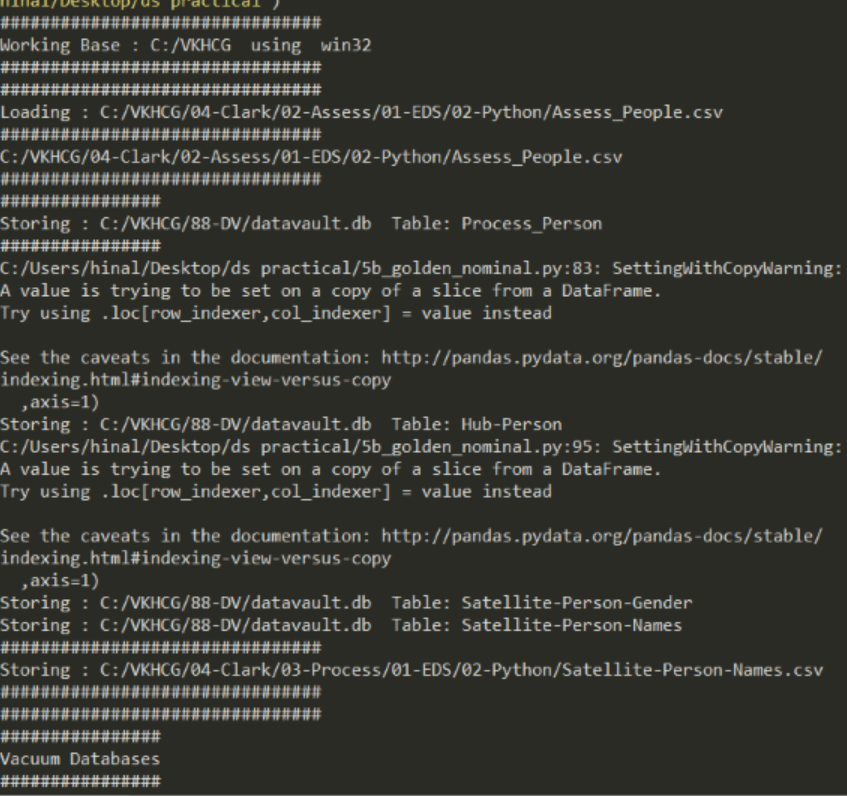 hinal/Desktop/ds practical')
################################
Working Base : C:/VKHCG  using  win32
################################
################################
Loading : C:/VKHCG/04-Clark/02-Assess/01-EDS/02-Python/Assess_People.csv
################################
C:/VKHCG/04-Clark/02-Assess/01-EDS/02-Python/Assess_People.csv
################################
################
Storing : C:/VKHCG/88-DV/datavault.db  Table: Process_Person
################
C:/Users/hinal/Desktop/ds practical/5b_golden_nominal.py:83: SettingWithCopyWarning:
A value is trying to be set on a copy of a slice from a DataFrame.
Try using .loc[row_indexer,col_indexer] = value instead

See the caveats in the documentation: http://pandas.pydata.org/pandas-docs/stable/
indexing.html#indexing-view-versus-copy
  ,axis=1)
Storing : C:/VKHCG/88-DV/datavault.db  Table: Hub-Person
C:/Users/hinal/Desktop/ds practical/5b_golden_nominal.py:95: SettingWithCopyWarning:
A value is trying to be set on a copy of a slice from a DataFrame.
Try using .loc[row_indexer,col_indexer] = value instead

See the caveats in the documentation: http://pandas.pydata.org/pandas-docs/stable/
indexing.html#indexing-view-versus-copy
  ,axis=1)
Storing : C:/VKHCG/88-DV/datavault.db  Table: Satellite-Person-Gender
Storing : C:/VKHCG/88-DV/datavault.db  Table: Satellite-Person-Names
################################
Storing : C:/VKHCG/04-Clark/03-Process/01-EDS/02-Python/Satellite-Person-Names.csv
################################
################################
################
Vacuum Databases
################